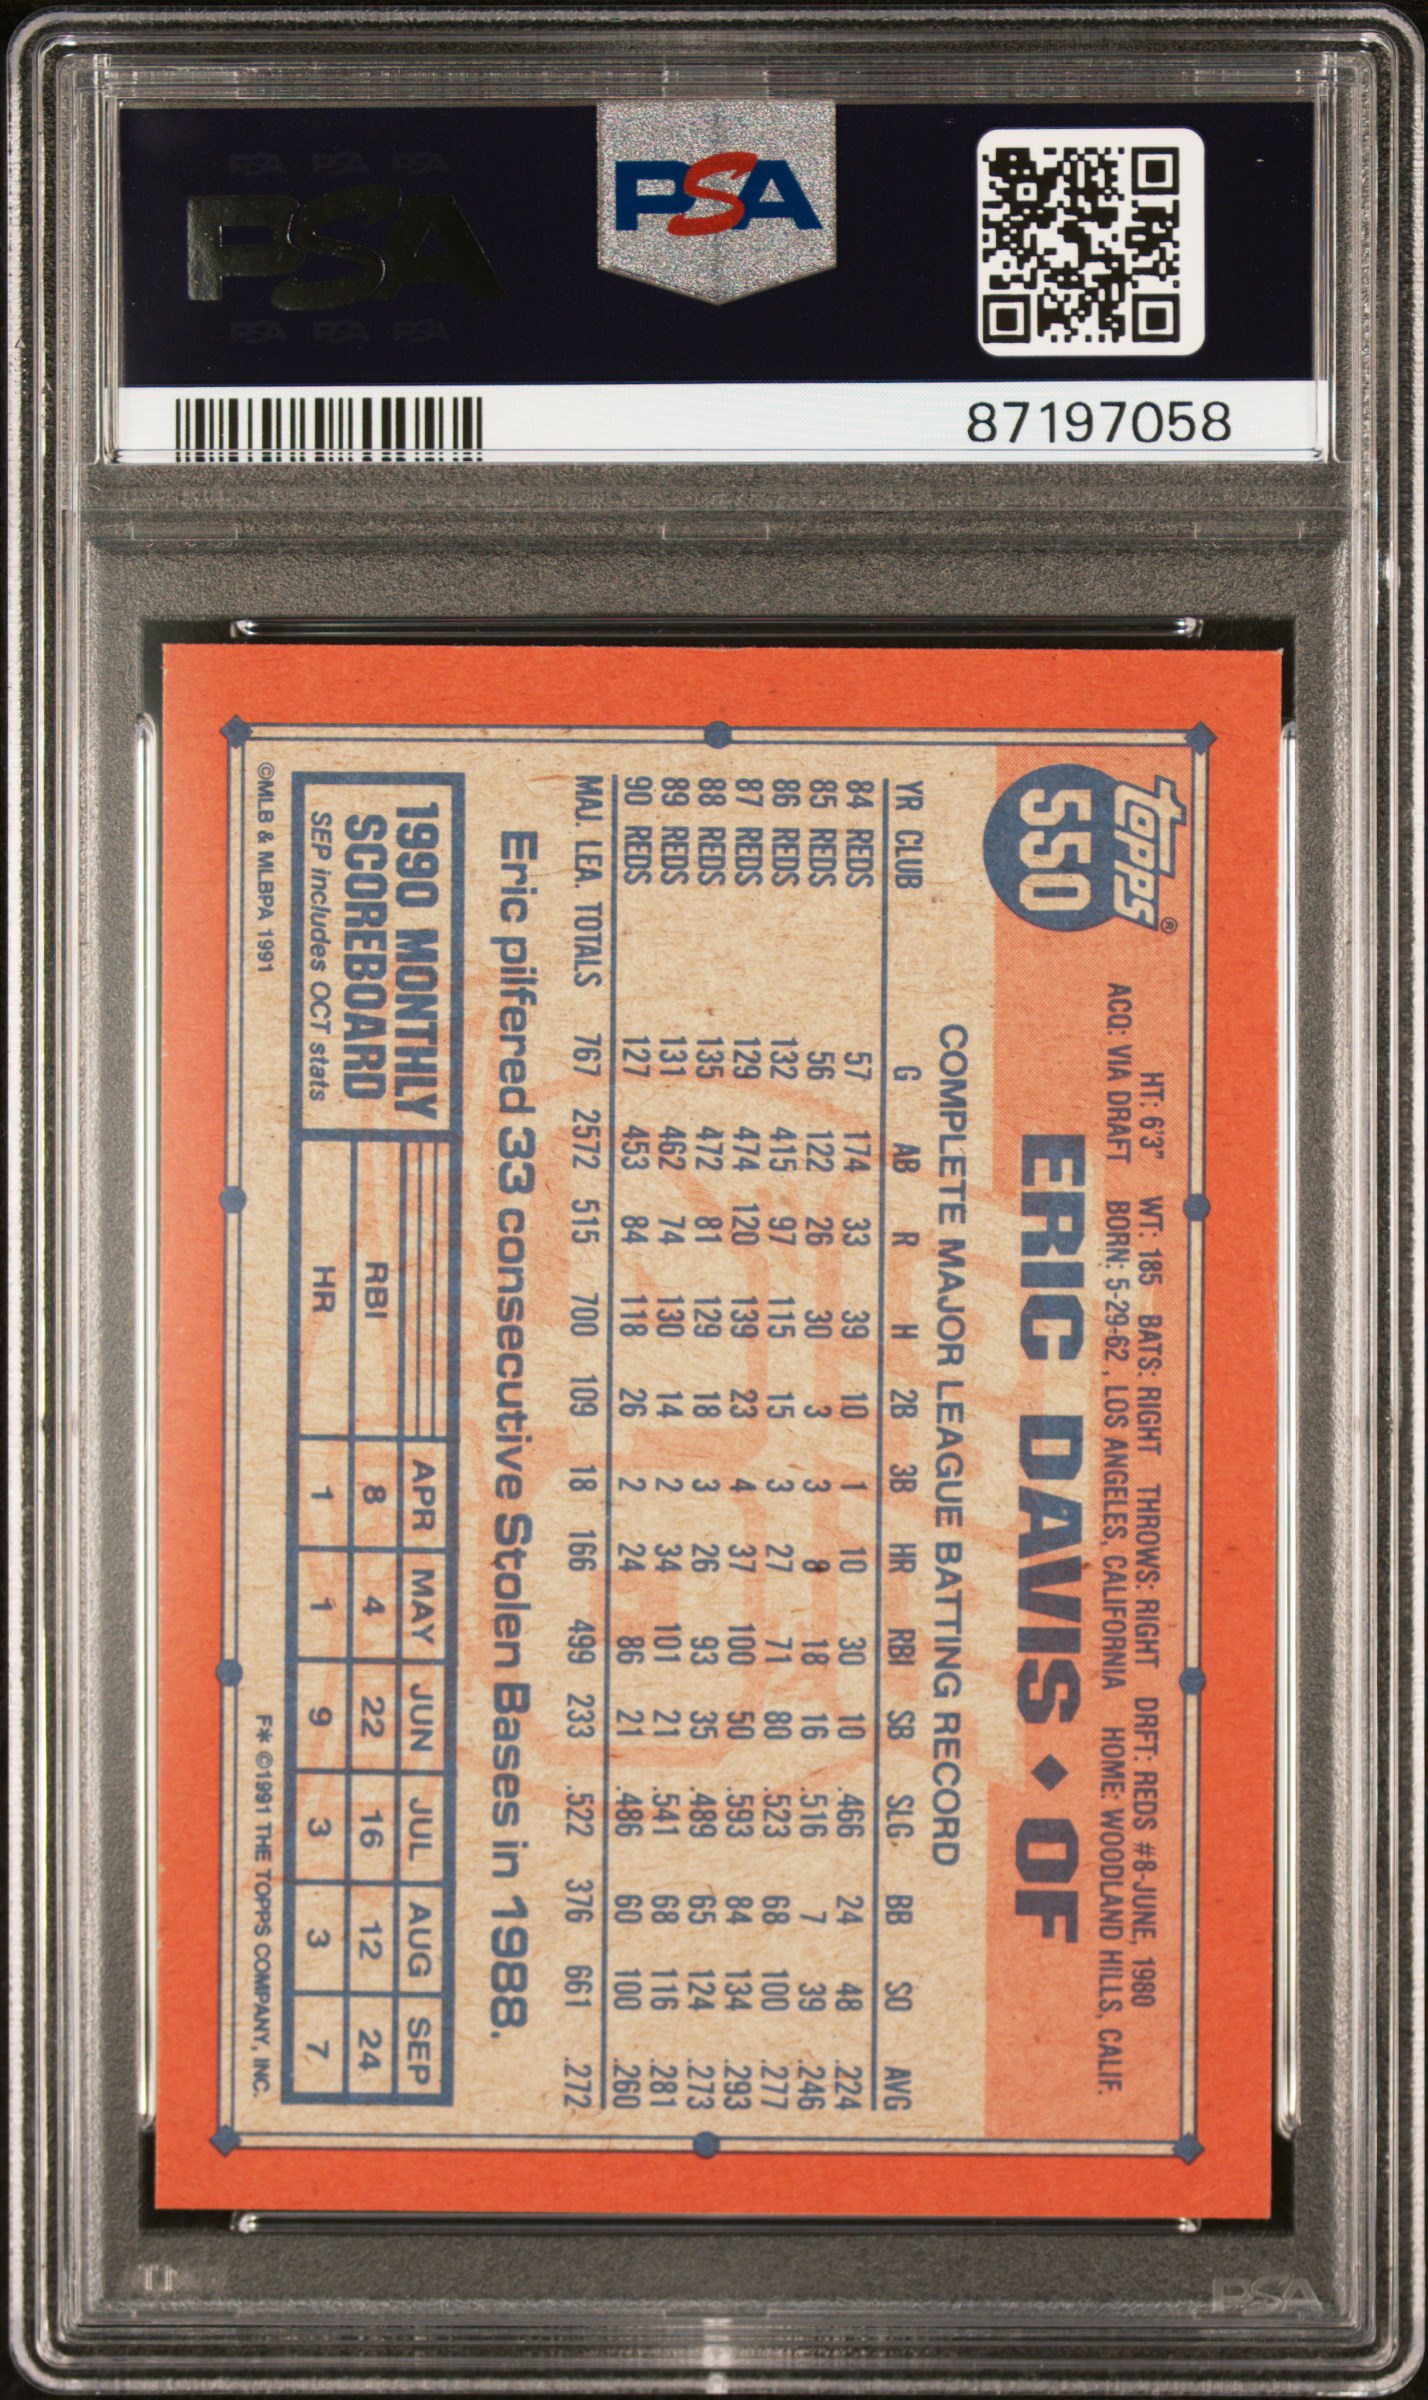 PSA PSA PSA
PSA
PSA PSA PSA
PSA
87197058
Topps®
550
HT: 6'3" WT: 185 BATS: RIGHT THROWS: RIGHT DRFT: REDS #8-JUNE, 1980
ACQ: VIA DRAFT BORN: 5-29-62, LOS ANGELES, CALIFORNIA HOME: WOODLAND HILLS, CALIF.
ERIC DAVIS ♦ OF
COMPLETE MAJOR LEAGUE BATTING RECORD
YR CLUB G AB R H 2B 3B HR RBI SB SLG BB SO AVG
84 REDS 57 174 33 39 10 1 10 30 10 .466 24 48 .224
85 REDS 56 122 26 30 3 3 8 18 16 .516 7 39 .246
86 REDS 132 415 97 115 15 3 27 71 80 .523 68 100 .277
87 REDS 129 474 120 139 23 4 37 100 50 .593 84 134 .293
88 REDS 135 472 81 129 18 3 26 93 35 .489 65 124 .273
89 REDS 131 462 74 130 14 2 34 101 21 .541 68 116 .281
90 REDS 127 453 84 118 26 2 24 86 21 .486 60 100 .260
MAJ. LEA. TOTALS 767 2572 515 700 109 18 166 499 233 .522 376 661 .272
Eric pilfered 33 consecutive Stolen Bases in 1988.
1990 MONTHLY
SCOREBOARD
SEP includes OCT stats
APR MAY JUN JUL AUG SEP
RBI 8 4 22 16 12 24
HR 1 1 9 3 3 7
©MLB & MLBPA 1991
F* ©1991 THE TOPPS COMPANY, INC.
PSA